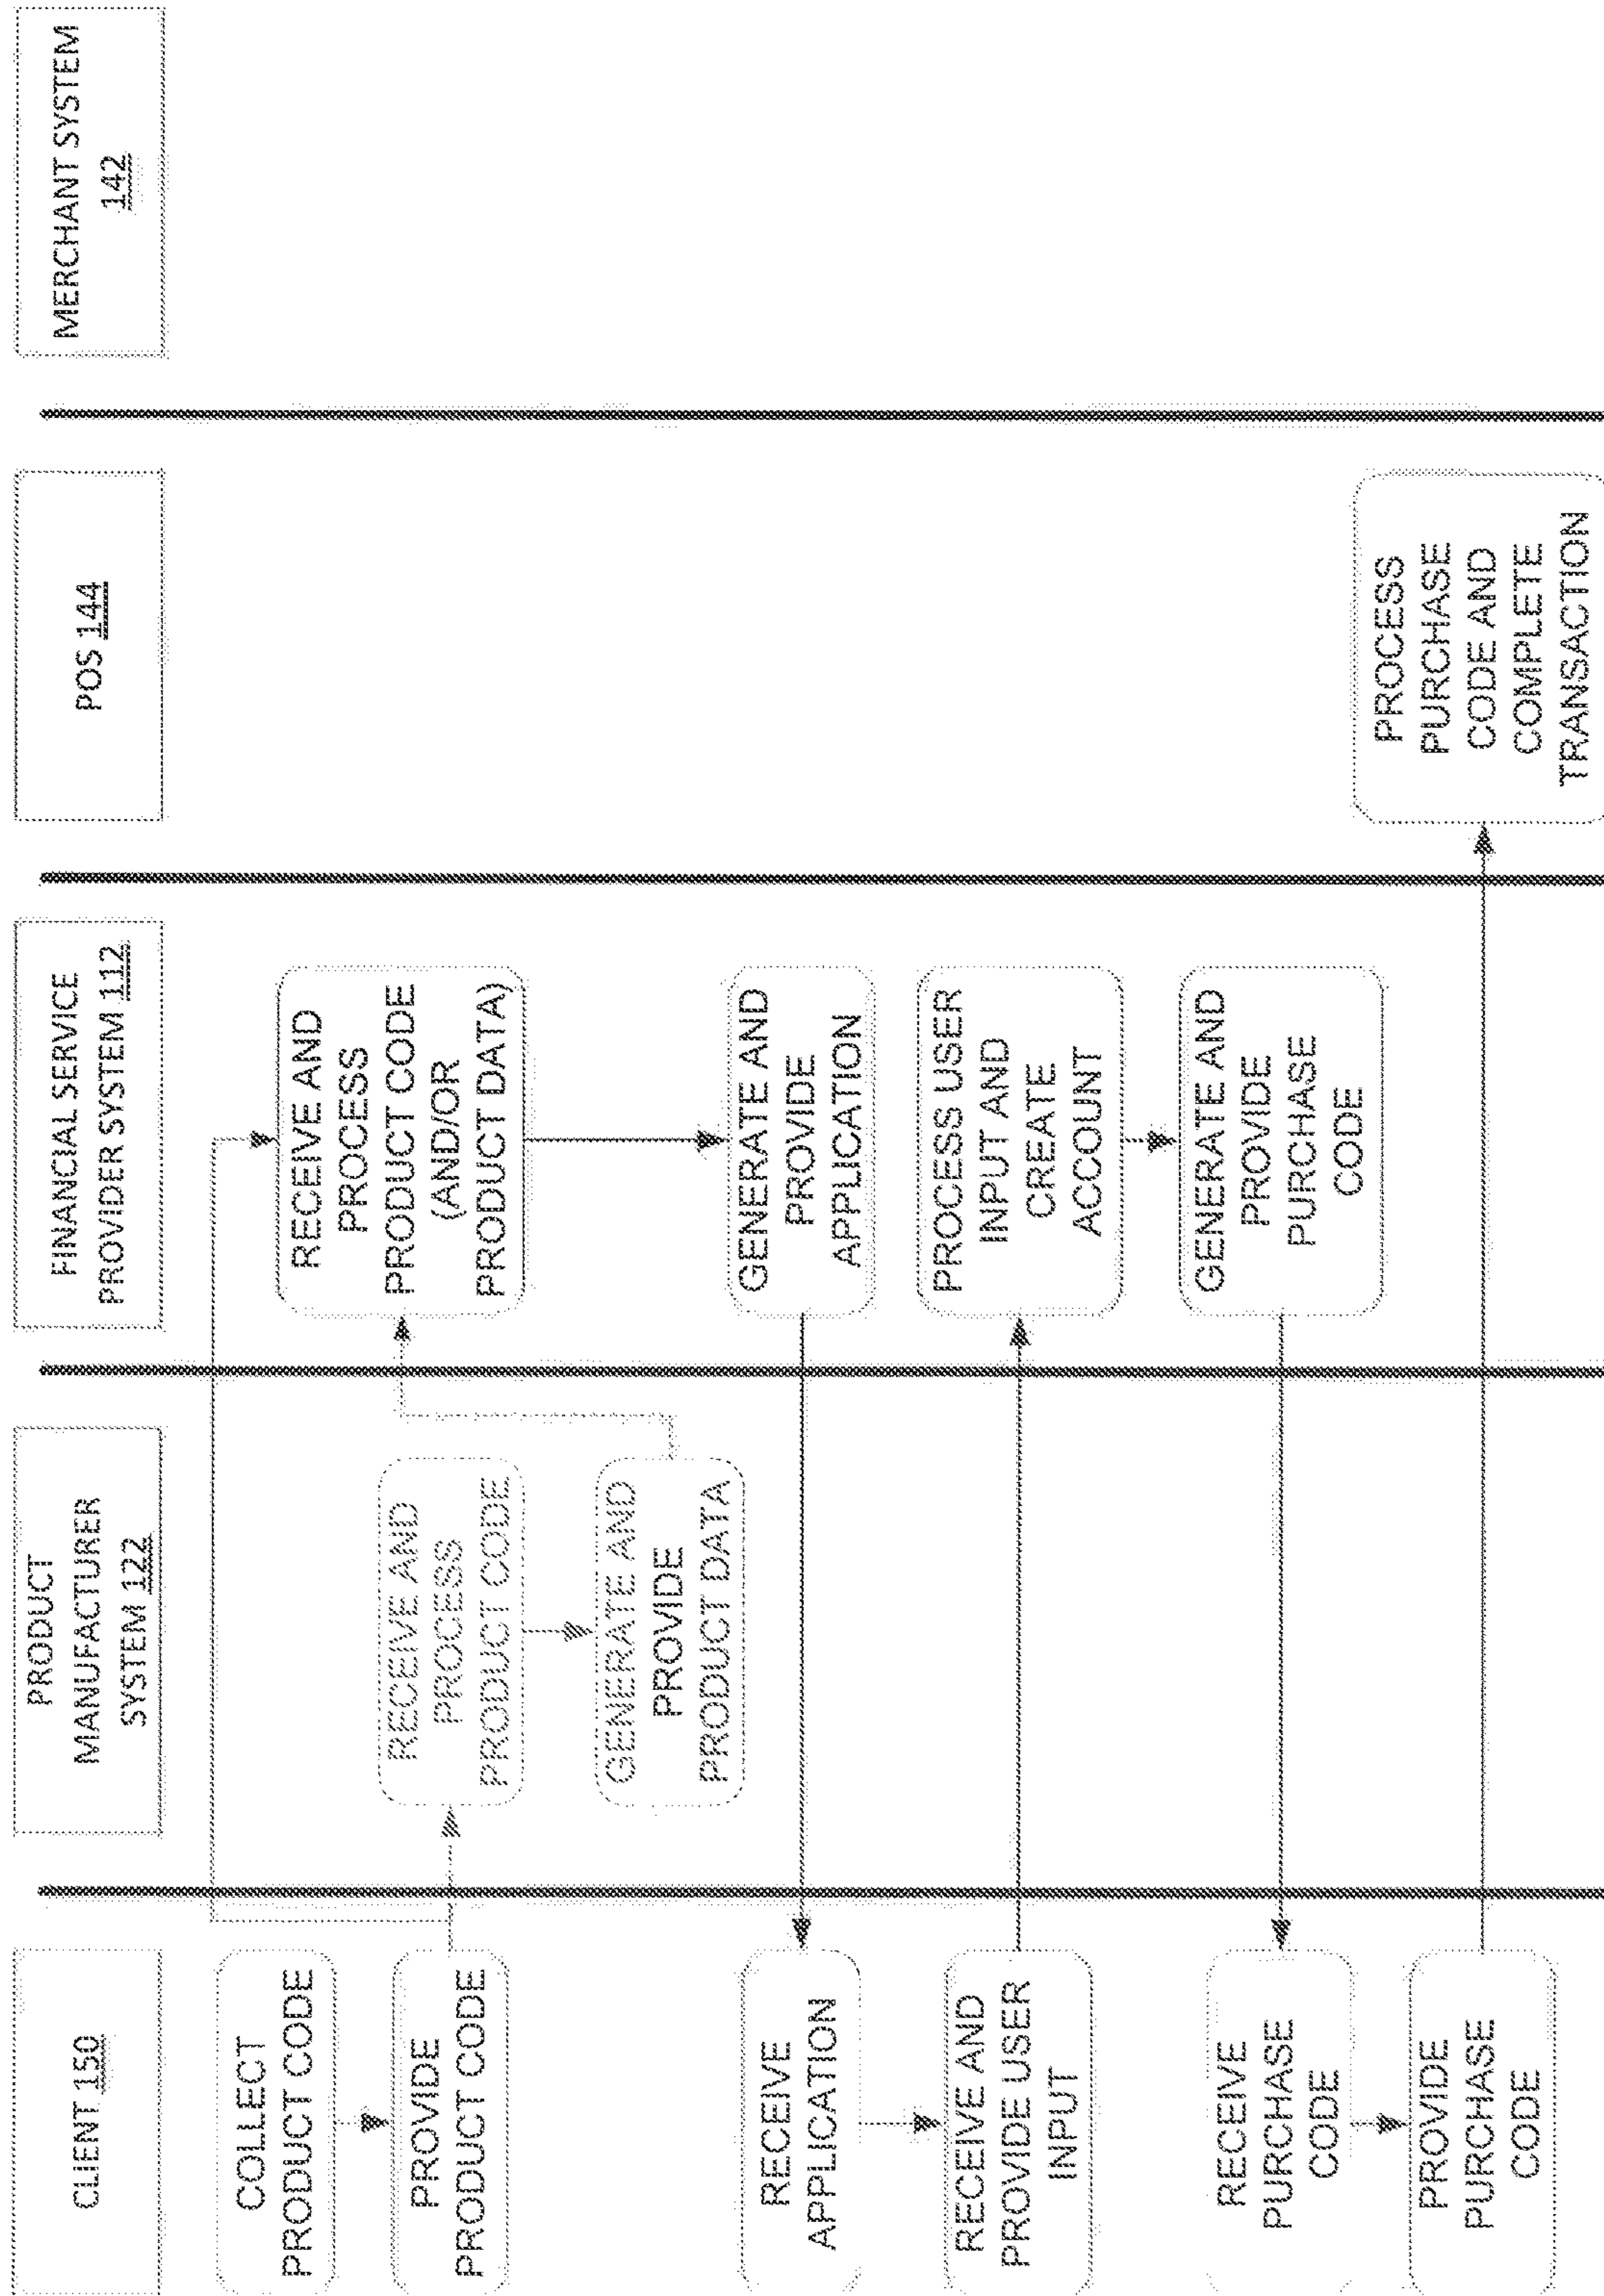 CLIENT 150
PRODUCT
MANUFACTURER
SYSTEM 122
FINANCIAL SERVICE
PROVIDER SYSTEM 112
POS 144
MERCHANT SYSTEM
142
COLLECT
PRODUCT CODE
PROVIDE
PRODUCT CODE
RECEIVE AND
PROCESS
PRODUCT CODE
GENERATE AND
PROVIDE
PRODUCT DATA
RECEIVE AND
PROCESS
PRODUCT CODE
(AND/OR
PRODUCT DATA)
GENERATE AND
PROVIDE
APPLICATION
RECEIVE
APPLICATION
RECEIVE AND
PROVIDE USER
INPUT
PROCESS USER
INPUT AND
CREATE
ACCOUNT
GENERATE AND
PROVIDE
PURCHASE
CODE
RECEIVE
PURCHASE
CODE
PROVIDE
PURCHASE
CODE
PROCESS
PURCHASE
CODE AND
COMPLETE
TRANSACTION